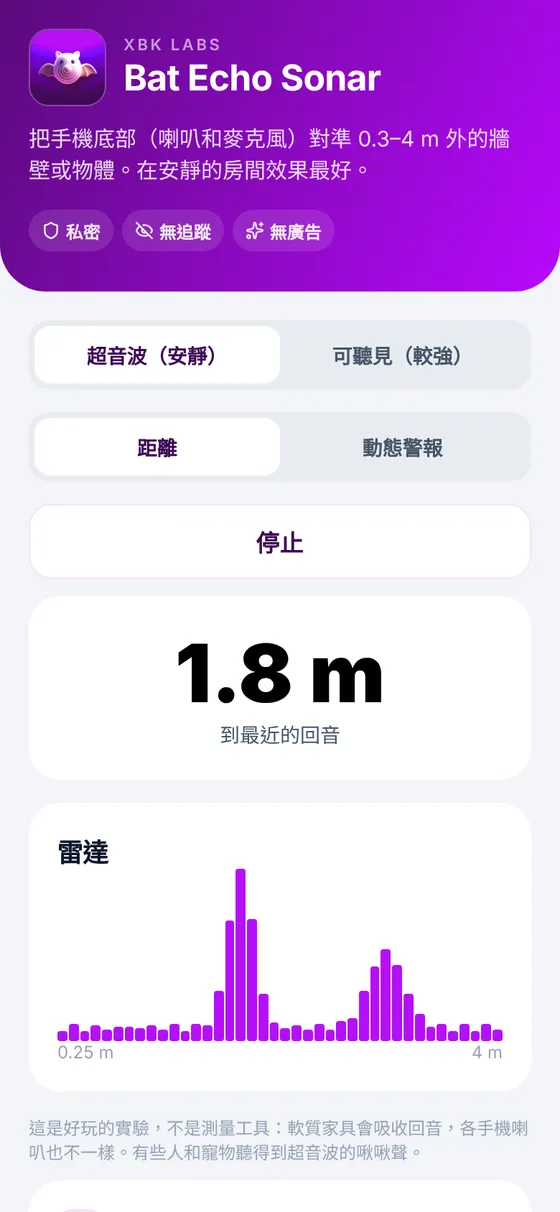 XBK LABS
Bat Echo Sonar
把手機底部（喇叭和麥克風）對準 0.3–4 m 外的牆
壁或物體。在安靜的房間效果最好。
私密
無追蹤
無廣告
超音波（安靜）
可聽見（較強）
距離
動態警報
停止
1.8 m
到最近的回音
雷達
0.25 m
4 m
這是好玩的實驗，不是測量工具：軟質家具會吸收回音，各手機喇
叭也不一樣。有些人和寵物聽得到超音波的啾啾聲。